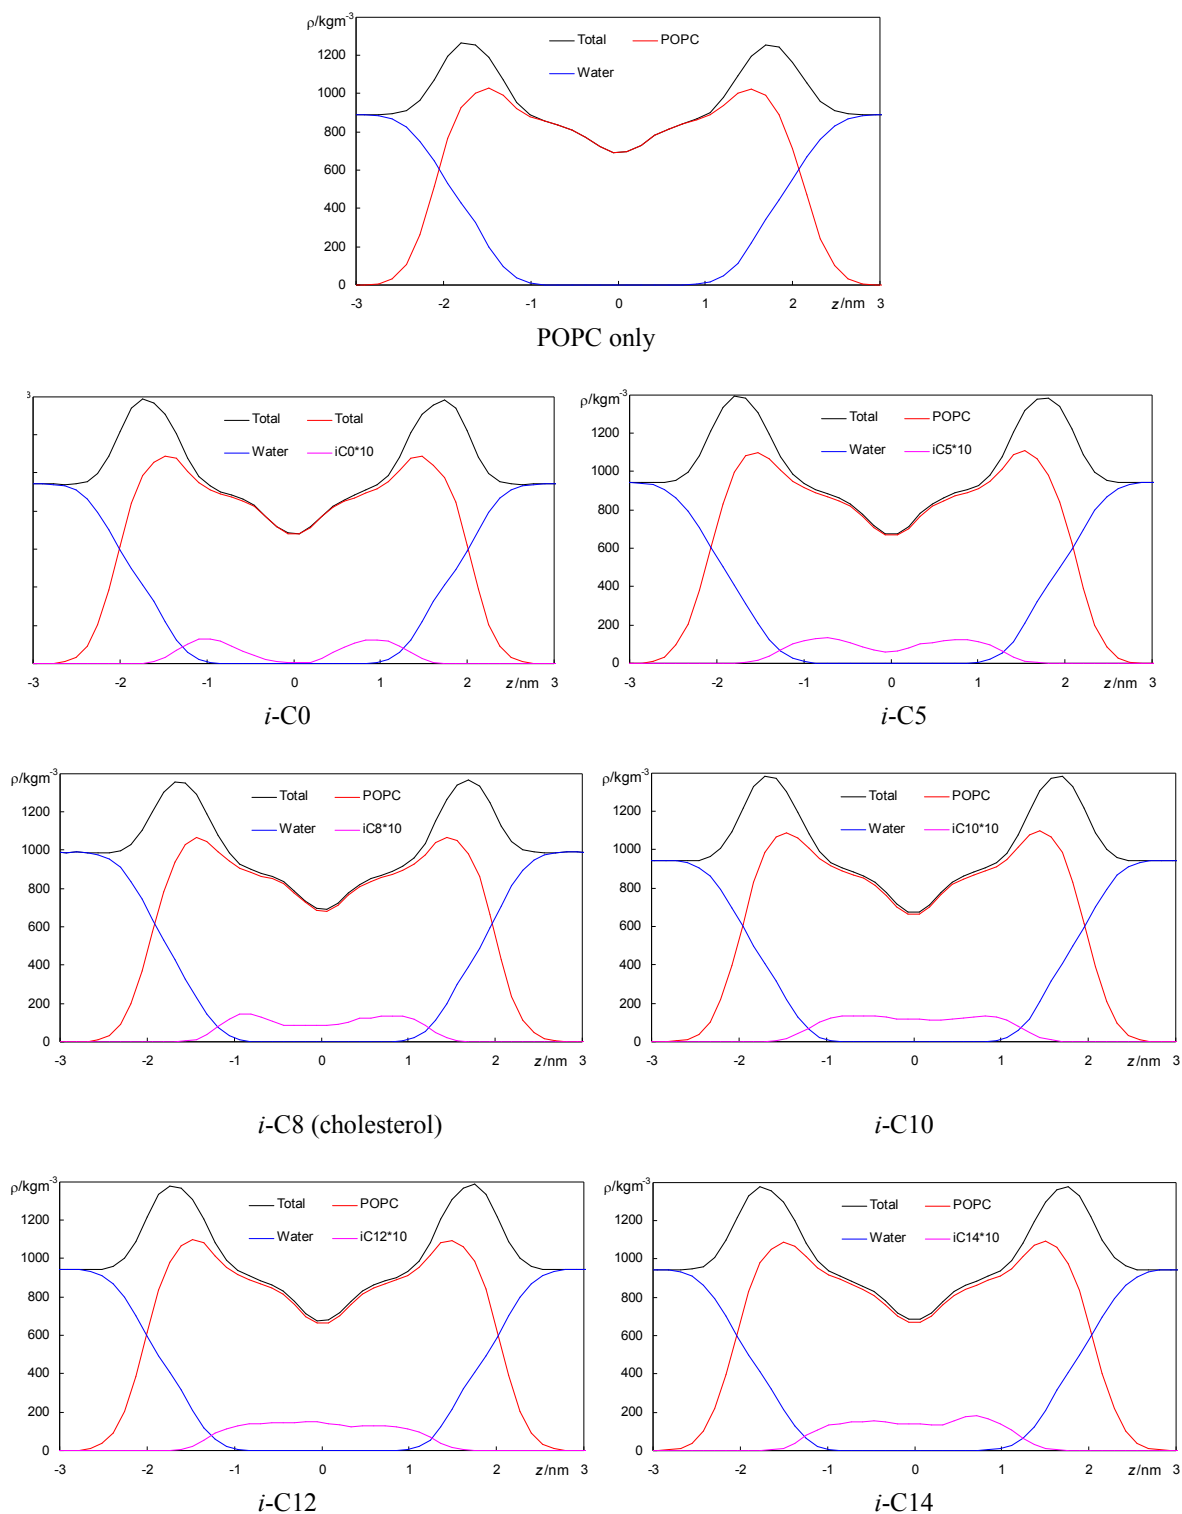 ρ/kgm⁻³
Total POPC
Water
1200
1000
800
600
400
200
0
-3 -2 -1 0 1 2 z/nm 3
POPC only
3
Total Total
Water iC0*10
-3 -2 -1 0 1 2 z/nm 3
i-C0
ρ/kgm⁻³
Total POPC
Water iC5*10
1200
1000
800
600
400
200
0
-3 -2 -1 0 1 2 z/nm 3
i-C5
ρ/kgm⁻³
Total POPC
Water iC8*10
1200
1000
800
600
400
200
0
-3 -2 -1 0 1 2 z/nm 3
i-C8 (cholesterol)
ρ/kgm⁻³
Total POPC
Water iC10*10
1200
1000
800
600
400
200
0
-3 -2 -1 0 1 2 z/nm 3
i-C10
ρ/kgm⁻³
Total POPC
Water iC12*10
1200
1000
800
600
400
200
0
-3 -2 -1 0 1 2 z/nm 3
i-C12
ρ/kgm⁻³
Total POPC
Water iC14*10
1200
1000
800
600
400
200
0
-3 -2 -1 0 1 2 z/nm 3
i-C14